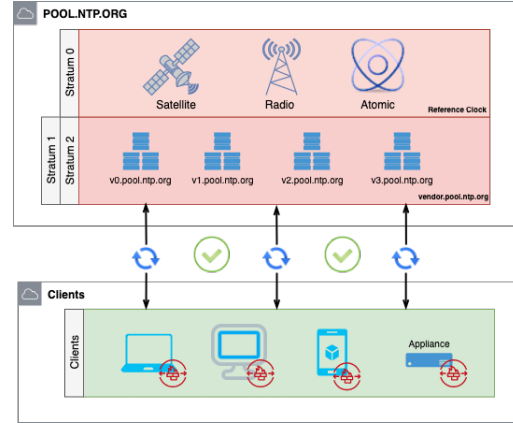 POOL.NTP.ORG
Stratum 0
Satellite
Radio
Atomic
Reference Clock
Stratum 1
Stratum 2
v0.pool.ntp.org
v1.pool.ntp.org
v2.pool.ntp.org
v3.pool.ntp.org
vendor.pool.ntp.org
Clients
Clients
Appliance